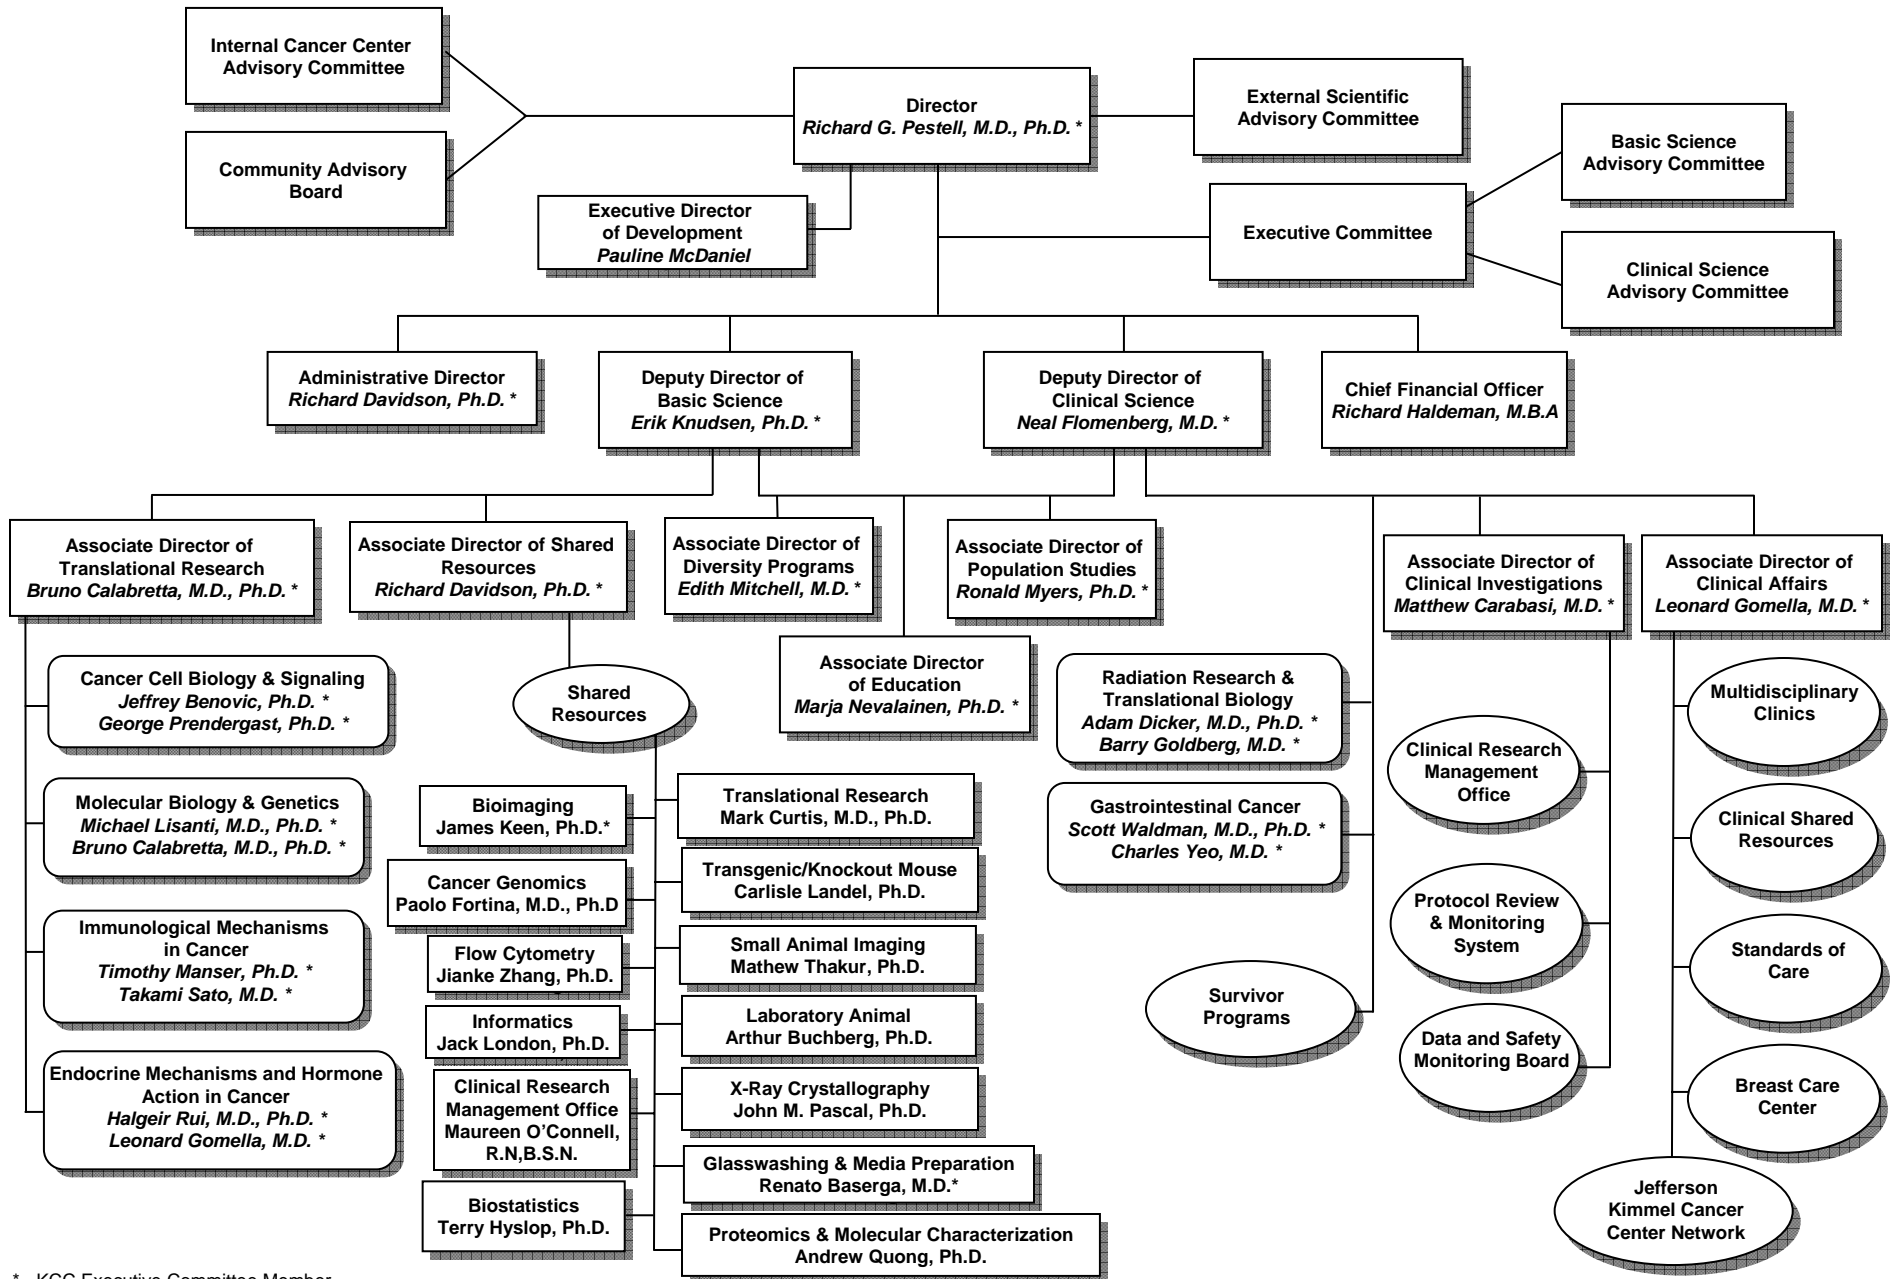 Internal Cancer Center
Advisory Committee
Community Advisory
Board
Director
Richard G. Pestell, M.D., Ph.D. *
External Scientific
Advisory Committee
Basic Science
Advisory Committee
Executive Director
of Development
Pauline McDaniel
Executive Committee
Clinical Science
Advisory Committee
Administrative Director
Richard Davidson, Ph.D. *
Deputy Director of
Basic Science
Erik Knudsen, Ph.D. *
Deputy Director of
Clinical Science
Neal Flomenberg, M.D. *
Chief Financial Officer
Richard Haldeman, M.B.A
Associate Director of
Translational Research
Bruno Calabretta, M.D., Ph.D. *
Associate Director of Shared
Resources
Richard Davidson, Ph.D. *
Associate Director of
Diversity Programs
Edith Mitchell, M.D. *
Associate Director of
Population Studies
Ronald Myers, Ph.D. *
Associate Director of
Clinical Investigations
Matthew Carabasi, M.D. *
Associate Director of
Clinical Affairs
Leonard Gomella, M.D. *
Associate Director
of Education
Marja Nevalainen, Ph.D. *
Cancer Cell Biology & Signaling
Jeffrey Benovic, Ph.D. *
George Prendergast, Ph.D. *
Molecular Biology & Genetics
Michael Lisanti, M.D., Ph.D. *
Bruno Calabretta, M.D., Ph.D. *
Immunological Mechanisms
in Cancer
Timothy Manser, Ph.D. *
Takami Sato, M.D. *
Endocrine Mechanisms and Hormone
Action in Cancer
Halgeir Rui, M.D., Ph.D. *
Leonard Gomella, M.D. *
Shared
Resources
Bioimaging
James Keen, Ph.D.*
Cancer Genomics
Paolo Fortina, M.D., Ph.D
Flow Cytometry
Jianke Zhang, Ph.D.
Informatics
Jack London, Ph.D.
Clinical Research
Management Office
Maureen O'Connell,
R.N,B.S.N.
Biostatistics
Terry Hyslop, Ph.D.
Translational Research
Mark Curtis, M.D., Ph.D.
Transgenic/Knockout Mouse
Carlisle Landel, Ph.D.
Small Animal Imaging
Mathew Thakur, Ph.D.
Laboratory Animal
Arthur Buchberg, Ph.D.
X-Ray Crystallography
John M. Pascal, Ph.D.
Glasswashing & Media Preparation
Renato Baserga, M.D.*
Proteomics & Molecular Characterization
Andrew Quong, Ph.D.
Radiation Research &
Translational Biology
Adam Dicker, M.D., Ph.D. *
Barry Goldberg, M.D. *
Gastrointestinal Cancer
Scott Waldman, M.D., Ph.D. *
Charles Yeo, M.D. *
Survivor
Programs
Clinical Research
Management
Office
Protocol Review
& Monitoring
System
Data and Safety
Monitoring Board
Multidisciplinary
Clinics
Clinical Shared
Resources
Standards of
Care
Breast Care
Center
Jefferson
Kimmel Cancer
Center Network
* KCC Executive Committee Member